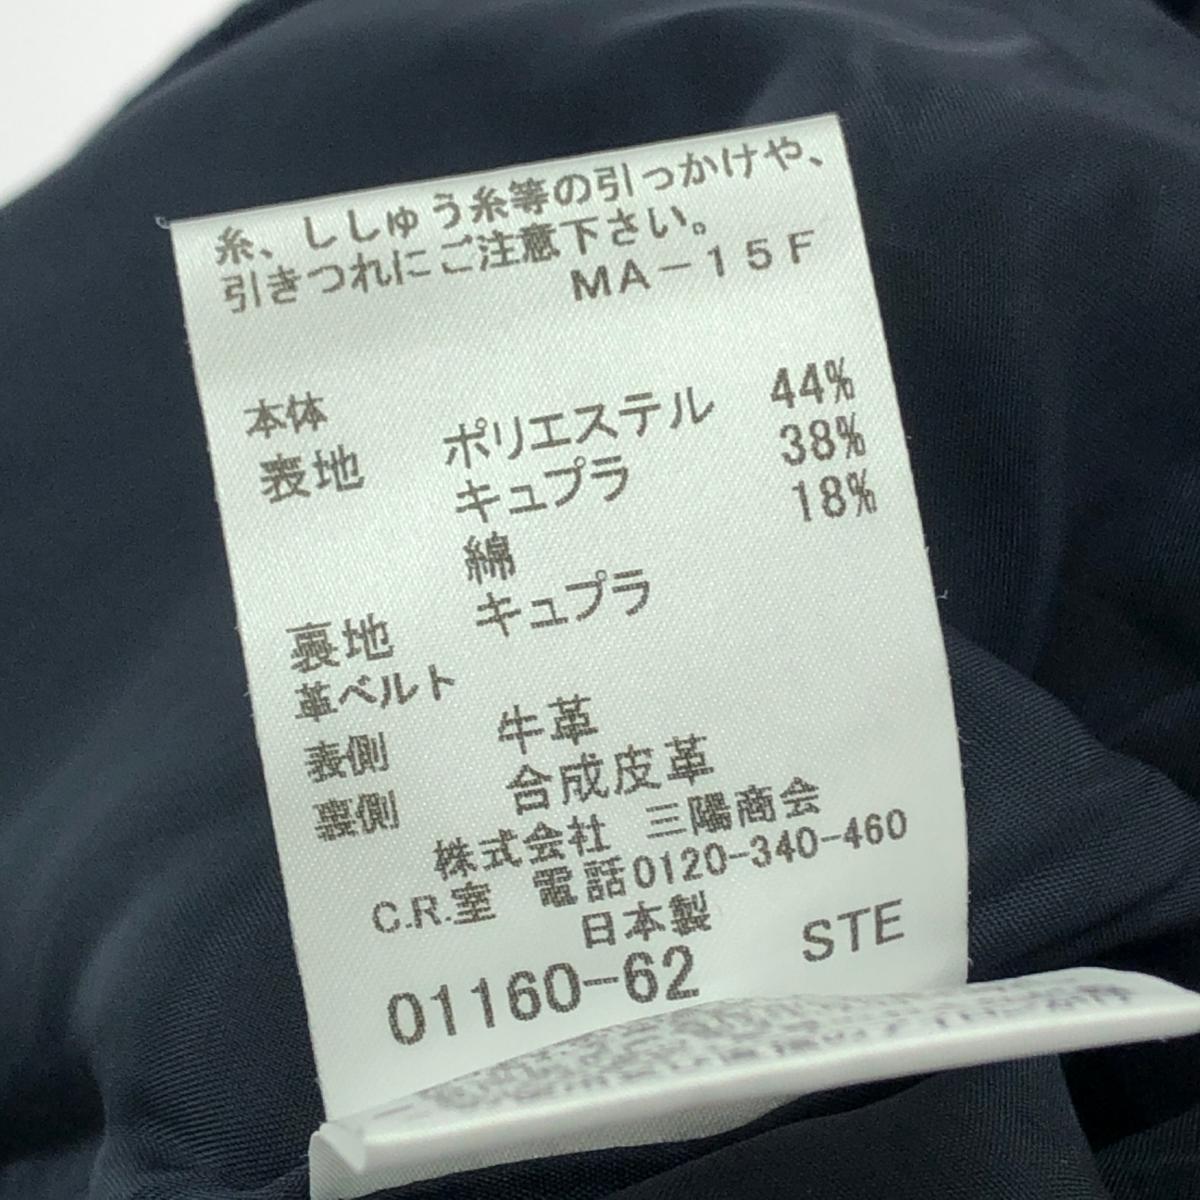 糸、ししゅう糸等の引っかけや、
引きつれにご注意下さい。
MA-15F
本体
表地 ポリエステル 44%
キュプラ 38%
綿 18%
裏地 キュプラ
革ベルト
表側 牛革
裏側 合成皮革
株式会社 三陽商会
C.R.室 電話0120-340-460
日本製
01160-62 STE